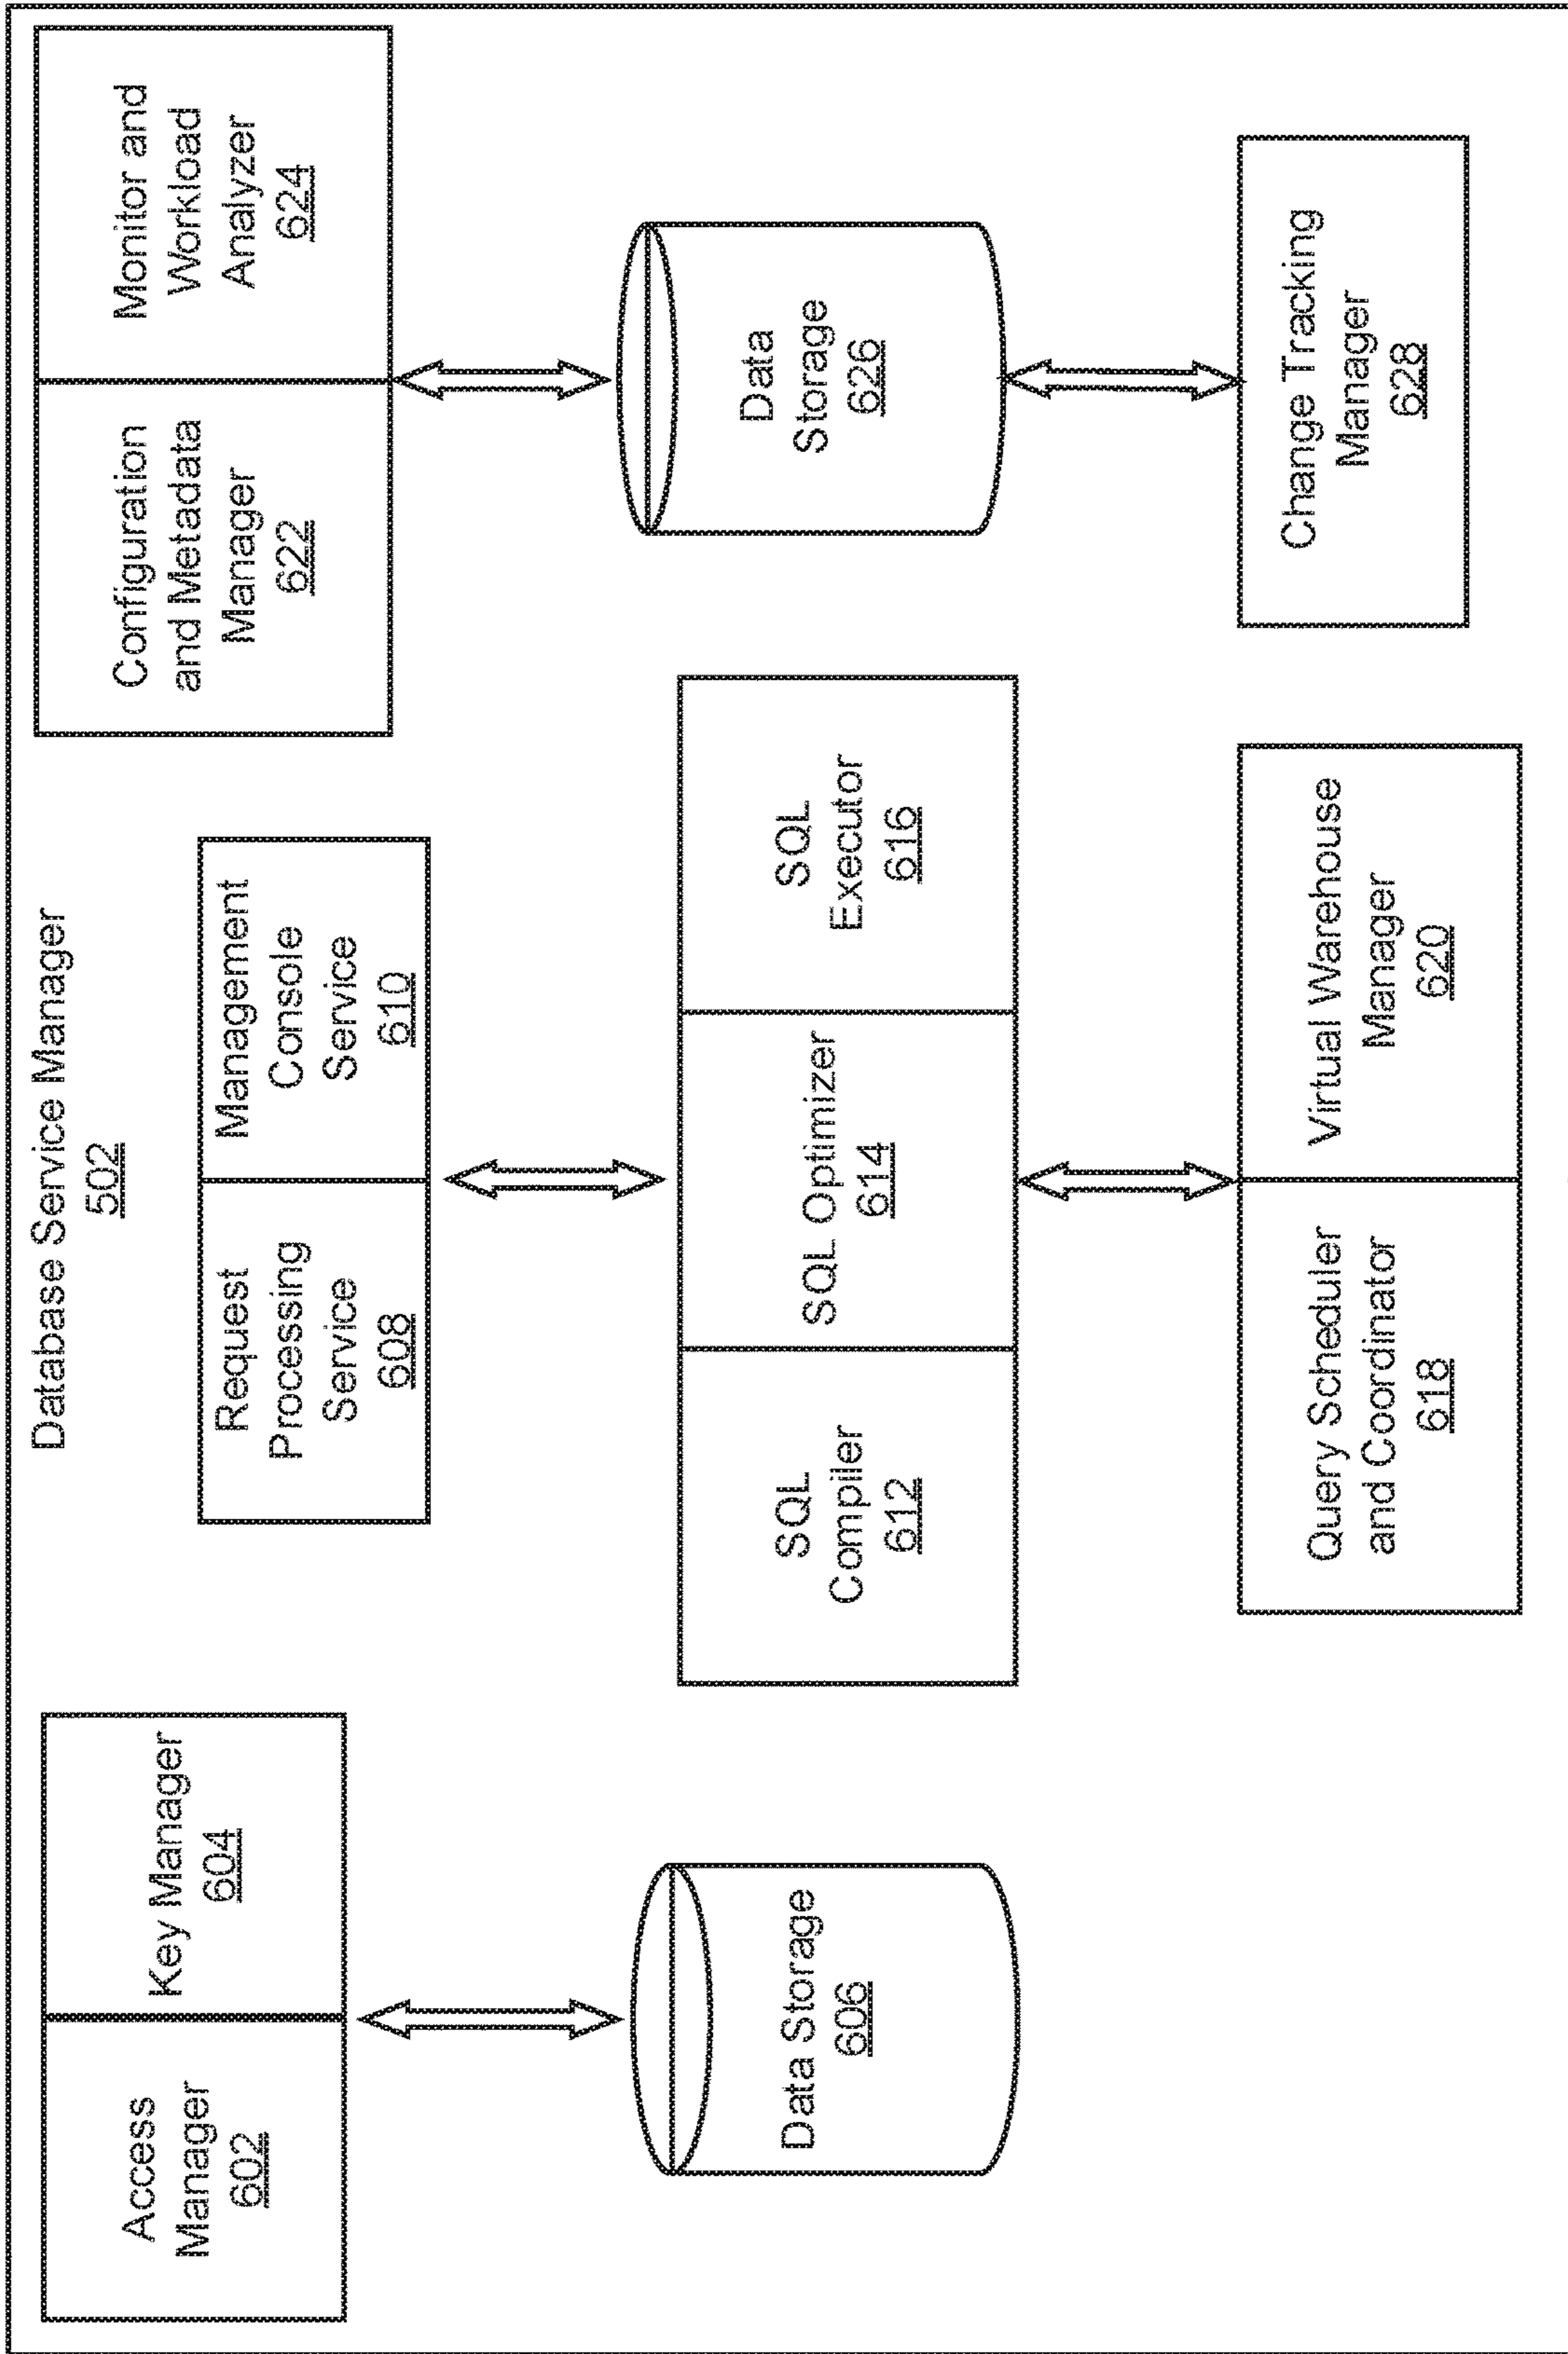 Database Service Manager
502
Access
Manager
602
Key Manager
604
Data Storage
606
Request
Processing
Service
608
Management
Console
Service
610
SQL
Compiler
612
SQL Optimizer
614
SQL
Executor
616
Query Scheduler
and Coordinator
618
Virtual Warehouse
Manager
620
Configuration
and Metadata
Manager
622
Monitor and
Workload
Analyzer
624
Data
Storage
626
Change Tracking
Manager
628